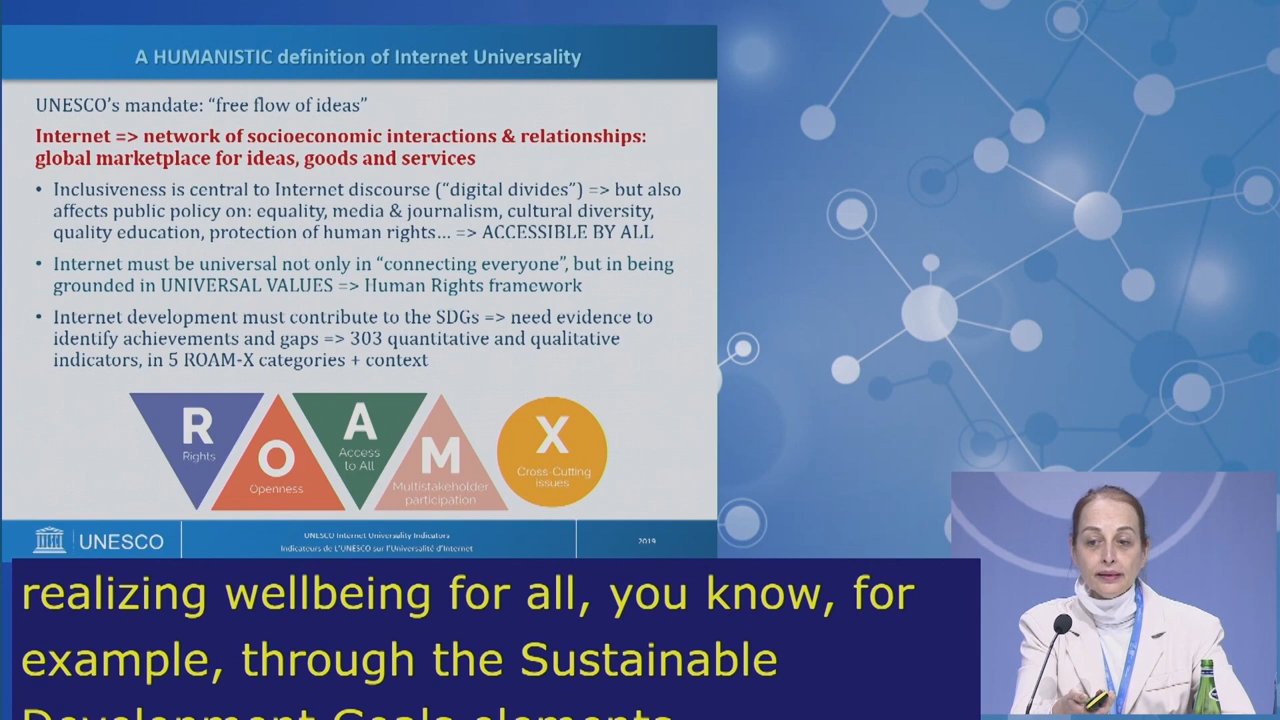 A HUMANISTIC definition of Internet Universality
UNESCO's mandate: “free flow of ideas”
Internet => network of socioeconomic interactions & relationships:
global marketplace for ideas, goods and services
• Inclusiveness is central to Internet discourse (“digital divides”) => but also
affects public policy on: equality, media & journalism, cultural diversity,
quality education, protection of human rights... => ACCESSIBLE BY ALL
• Internet must be universal not only in “connecting everyone”, but in being
grounded in UNIVERSAL VALUES => Human Rights framework
• Internet development must contribute to the SDGs => need evidence to
identify achievements and gaps => 303 quantitative and qualitative
indicators, in 5 ROAM-X categories + context
R
Rights
O
Openness
A
Access
to All
M
Multistakeholder
participation
X
Cross-Cutting
issues
UNESCO
UNESCO Internet Universality Indicators
Indicateurs de L'UNESCO sur l'Universalité d'Internet
2019
realizing wellbeing for all, you know, for
example, through the Sustainable
Development Goals elements